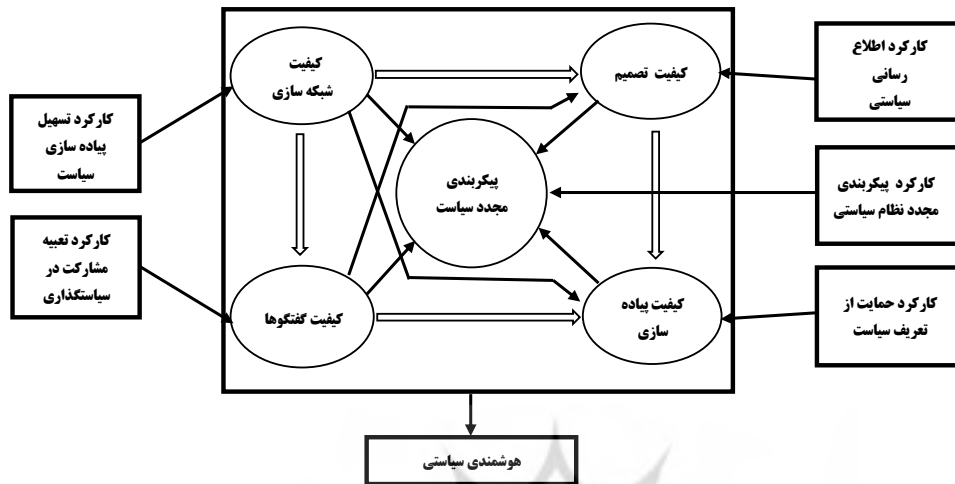 کارکرد اطلاع
رسانی
سیاستی
کیفیت تصمیم
کیفیت
شبکه سازی
کارکرد تسهیل
پیاده سازی
سیاست
پیکربندی
مجدد سیاست
کارکرد پیکربندی
مجدد نظام سیاستی
کارکرد تعبیه
مشارکت در
سیاستگذاری
کارکرد حمایت از
تعریف سیاست
کیفیت پیاده
سازی
کیفیت گفتگوها
هوشمندی سیاستی